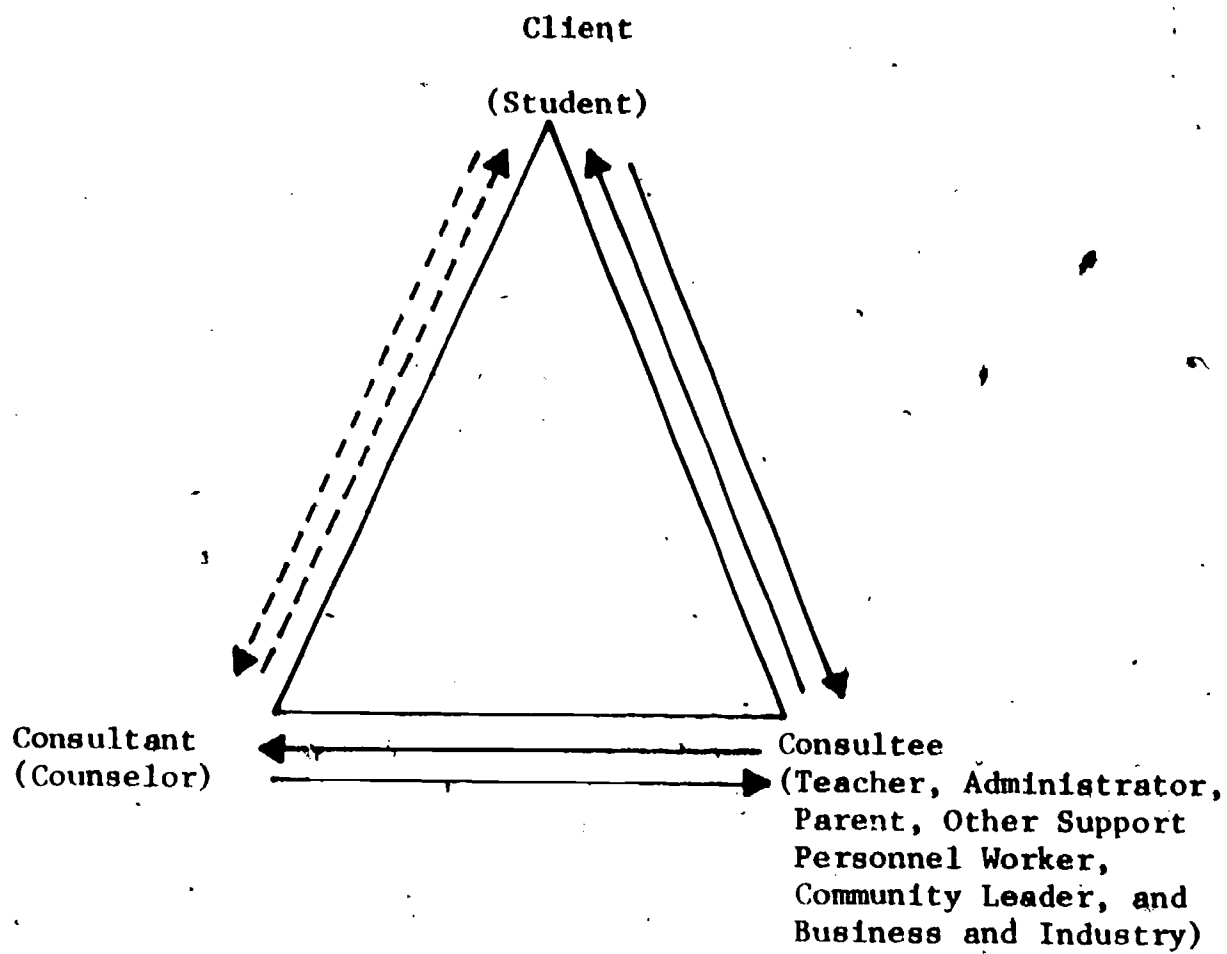 Client
(Student)
Consultant
(Counselor)
Consultee
(Teacher, Administrator,
Parent, Other Support
Personnel Worker,
Community Leader, and
Business and Industry)